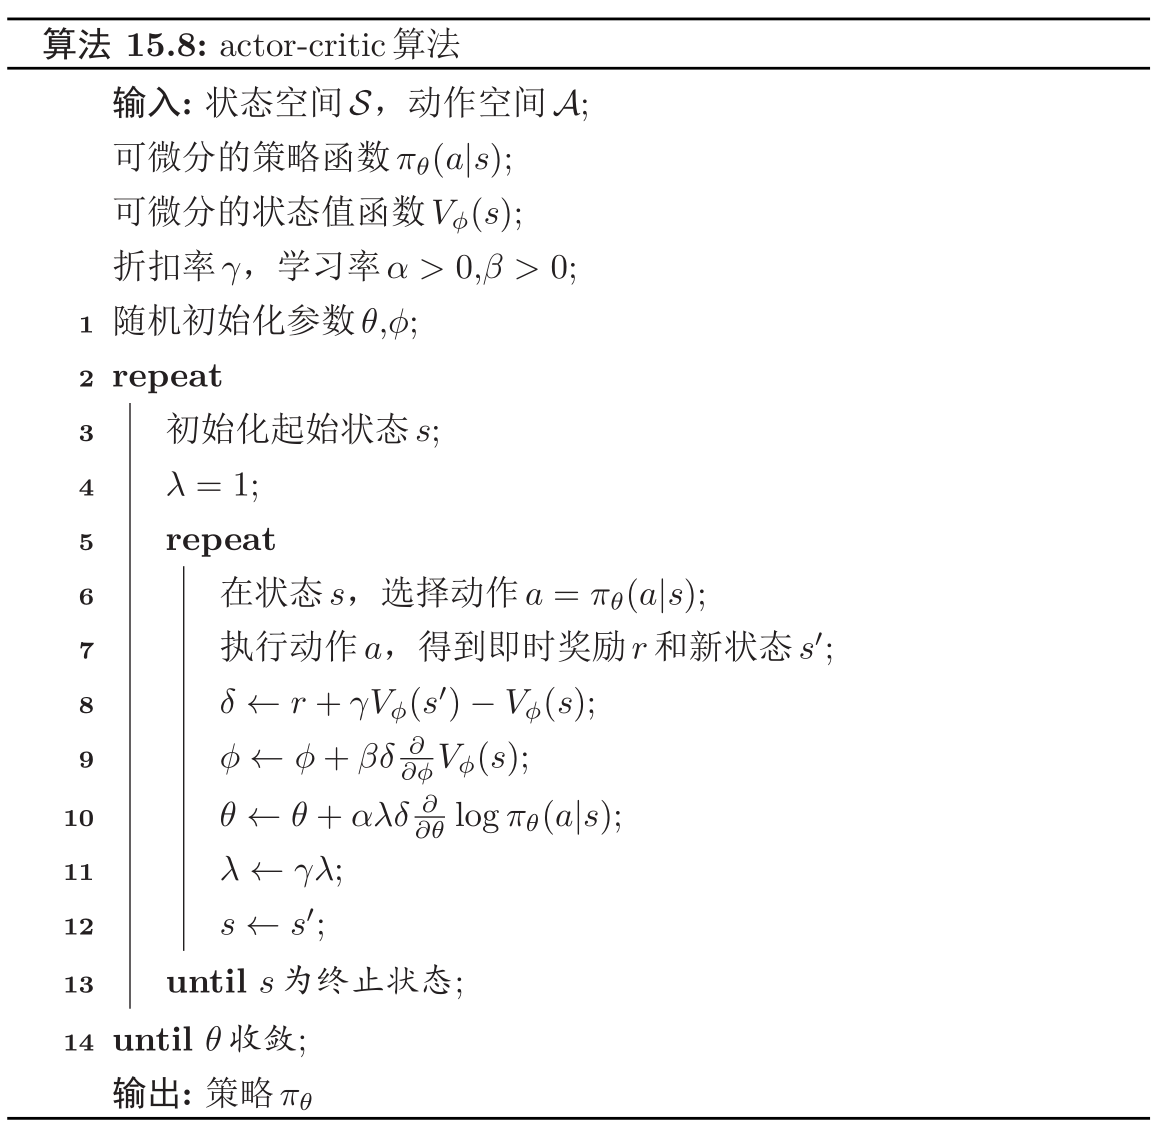 算法 15.8: actor-critic 算法
输入: 状态空间 𝒮，动作空间 𝒜;
可微分的策略函数 π_θ(a|s);
可微分的状态值函数 V_ϕ(s);
折扣率 γ，学习率 α > 0,β > 0;
1 随机初始化参数 θ,ϕ;
2 repeat
3 初始化起始状态 s;
4 λ = 1;
5 repeat
6 在状态 s，选择动作 a = π_θ(a|s);
7 执行动作 a，得到即时奖励 r 和新状态 s′;
8 δ ← r + γV_ϕ(s′) − V_ϕ(s);
9 ϕ ← ϕ + βδ ∂/∂ϕ V_ϕ(s);
10 θ ← θ + αλδ ∂/∂θ log π_θ(a|s);
11 λ ← γλ;
12 s ← s′;
13 until s 为终止状态;
14 until θ 收敛;
输出: 策略 π_θ